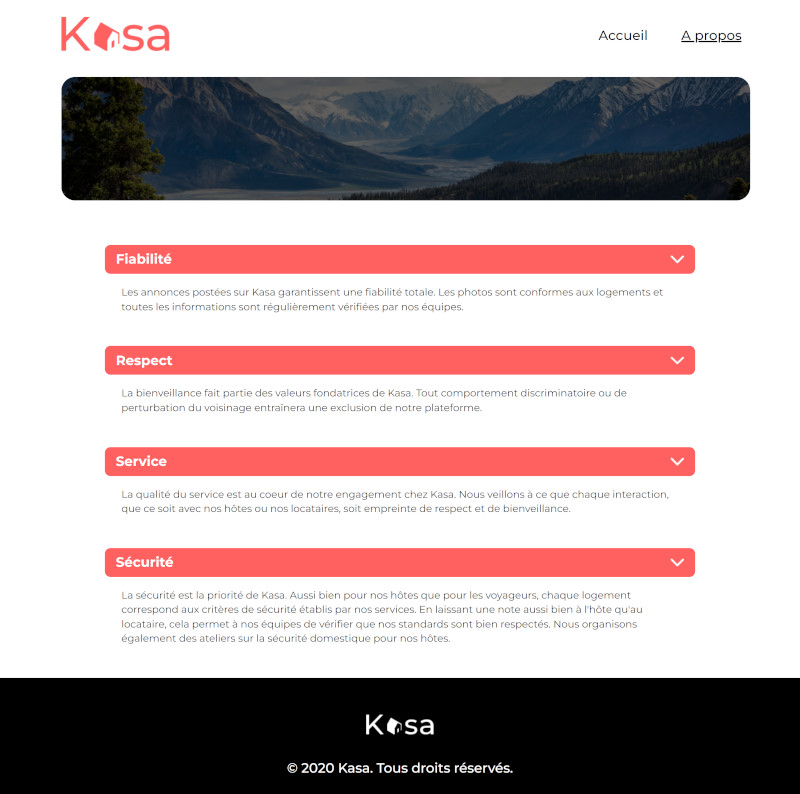 Kasa
Accueil
A propos
Fiabilité
Les annonces postées sur Kasa garantissent une fiabilité totale. Les photos sont conformes aux logements et
toutes les informations sont régulièrement vérifiées par nos équipes.
Respect
La bienveillance fait partie des valeurs fondatrices de Kasa. Tout comportement discriminatoire ou de
perturbation du voisinage entraînera une exclusion de notre plateforme.
Service
La qualité du service est au coeur de notre engagement chez Kasa. Nous veillons à ce que chaque interaction,
que ce soit avec nos hôtes ou nos locataires, soit empreinte de respect et de bienveillance.
Sécurité
La sécurité est la priorité de Kasa. Aussi bien pour nos hôtes que pour les voyageurs, chaque logement
correspond aux critères de sécurité établis par nos services. En laissant une note aussi bien à l'hôte qu'au
locataire, cela permet à nos équipes de vérifier que nos standards sont bien respectés. Nous organisons
également des ateliers sur la sécurité domestique pour nos hôtes.
Kasa
© 2020 Kasa. Tous droits réservés.